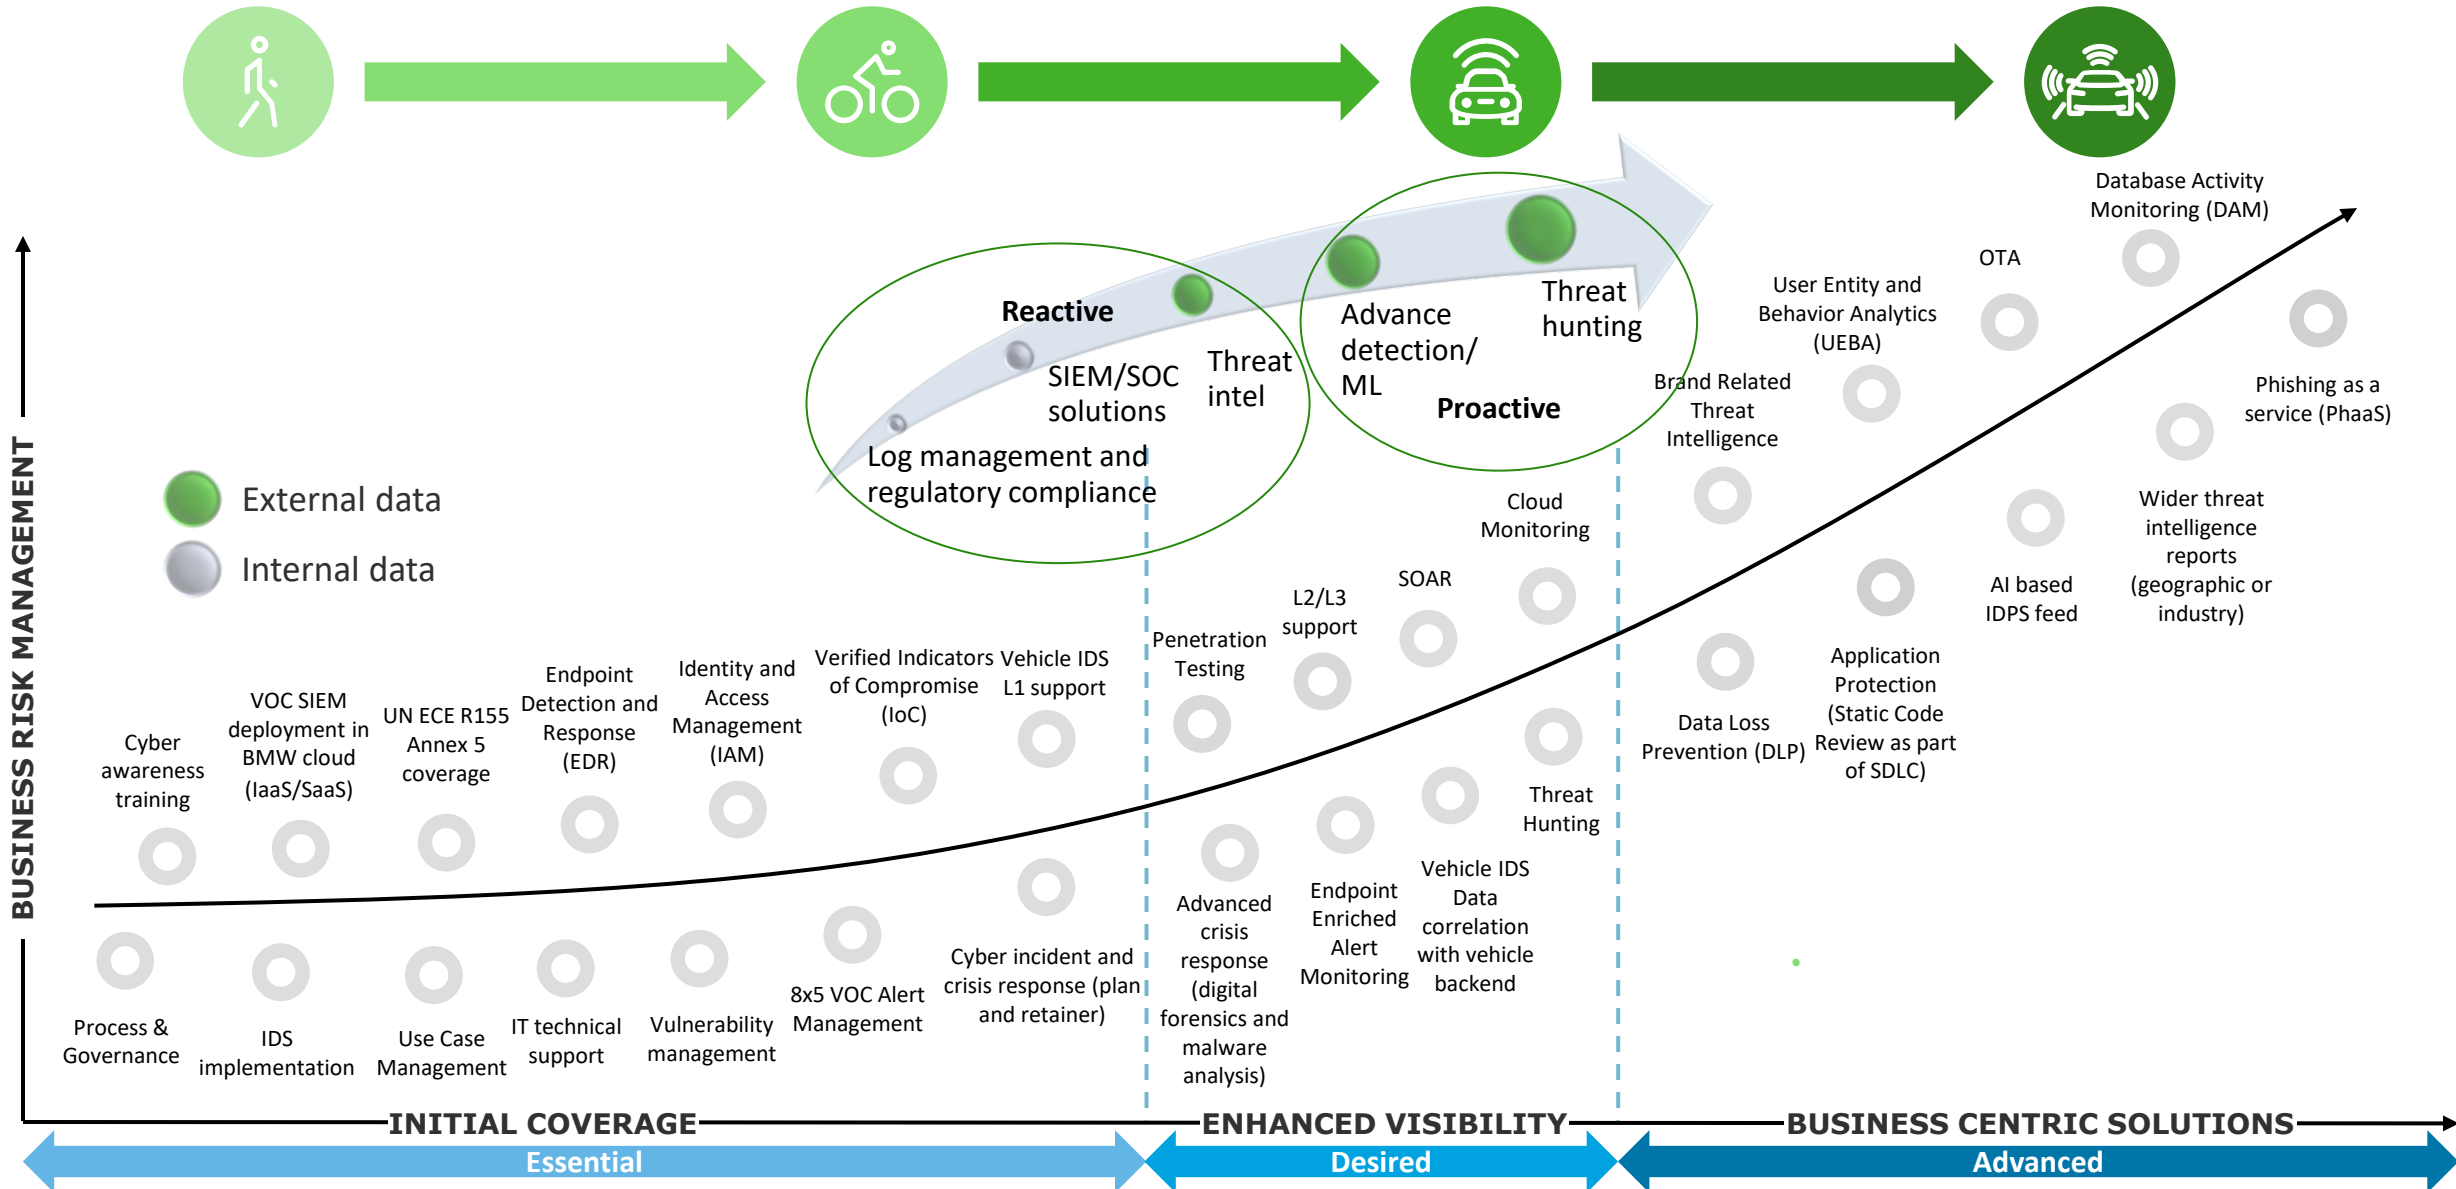 Database Activity
Monitoring (DAM)
OTA
User Entity and
Behavior Analytics
(UEBA)
Brand Related
Threat
Intelligence
Phishing as a
service (PhaaS)
Reactive
SIEM/SOC
solutions
Threat
intel
Log management and
regulatory compliance
Advance
detection/
ML
Threat
hunting
Proactive
External data
Internal data
BUSINESS RISK MANAGEMENT
Cloud
Monitoring
SOAR
L2/L3
support
Penetration
Testing
Wider threat
intelligence
reports
(geographic or
industry)
AI based
IDPS feed
Application
Protection
(Static Code
Review as part
of SDLC)
Data Loss
Prevention (DLP)
Cyber
awareness
training
VOC SIEM
deployment in
BMW cloud
(IaaS/SaaS)
UN ECE R155
Annex 5
coverage
Endpoint
Detection and
Response
(EDR)
Identity and
Access
Management
(IAM)
Verified Indicators
of Compromise
(IoC)
Vehicle IDS
L1 support
Threat
Hunting
Process &
Governance
IDS
implementation
Use Case
Management
IT technical
support
Vulnerability
management
8x5 VOC Alert
Management
Cyber incident and
crisis response (plan
and retainer)
Advanced
crisis
response
(digital
forensics and
malware
analysis)
Endpoint
Enriched
Alert
Monitoring
Vehicle IDS
Data
correlation
with vehicle
backend
INITIAL COVERAGE
ENHANCED VISIBILITY
BUSINESS CENTRIC SOLUTIONS
Essential
Desired
Advanced